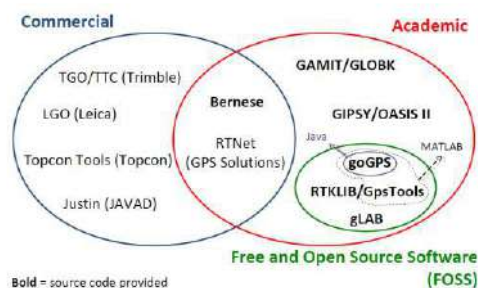 Commercial
Academic
TGO/TTC (Trimble)
LGO (Leica)
Topcon Tools (Topcon)
Justin (JAVAD)
Bernese
RTNet
(GPS Solutions)
GAMIT/GLOBK
GIPSY/OASIS II
Java
MATLAB
goGPS
RTKLIB/GpsTools
gLAB
Free and Open Source Software
(FOSS)
Bold = source code provided